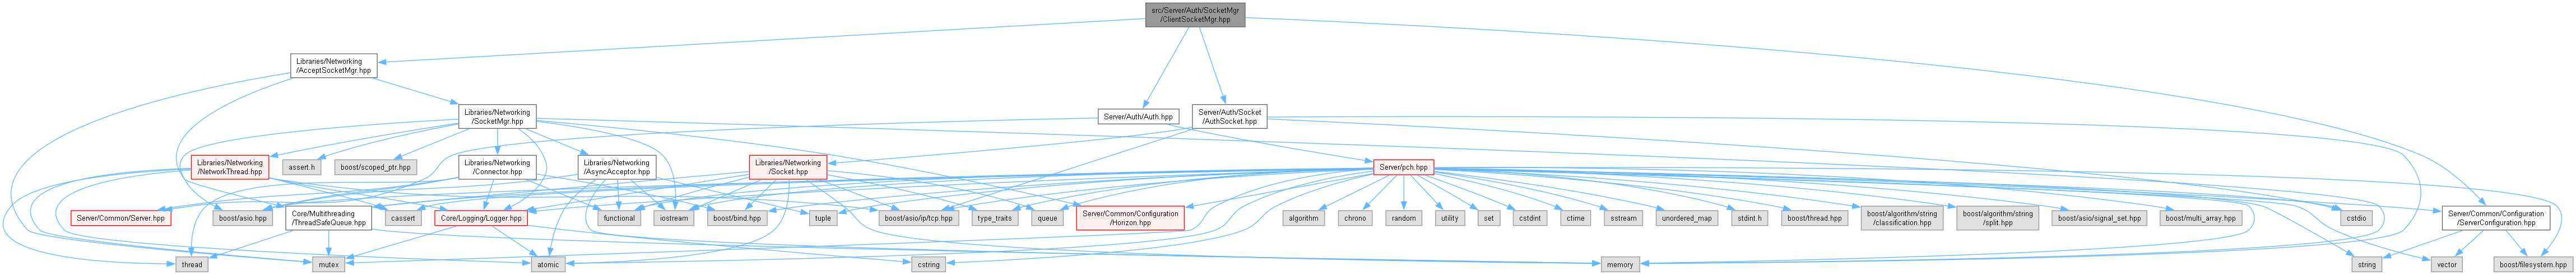 src/Server/Auth/SocketMgr
/ClientSocketMgr.hpp
Libraries/Networking
/AcceptSocketMgr.hpp
Libraries/Networking
/SocketMgr.hpp
Server/Auth/Auth.hpp
Server/Auth/Socket
/AuthSocket.hpp
Libraries/Networking
/NetworkThread.hpp
assert.h
boost/scoped_ptr.hpp
Libraries/Networking
/Connector.hpp
Libraries/Networking
/AsyncAcceptor.hpp
Libraries/Networking
/Socket.hpp
Server/pch.hpp
Server/Common/Server.hpp
boost/asio.hpp
Core/Multithreading
/ThreadSafeQueue.hpp
cassert
Core/Logging/Logger.hpp
functional
iostream
boost/bind.hpp
tuple
boost/asio/ip/tcp.hpp
type_traits
queue
Server/Common/Configuration
/Horizon.hpp
algorithm
chrono
random
utility
set
cstdint
ctime
sstream
unordered_map
stdint.h
boost/thread.hpp
boost/algorithm/string
/classification.hpp
boost/algorithm/string
/split.hpp
boost/asio/signal_set.hpp
boost/multi_array.hpp
cstdio
Server/Common/Configuration
/ServerConfiguration.hpp
thread
mutex
atomic
cstring
memory
string
vector
boost/filesystem.hpp